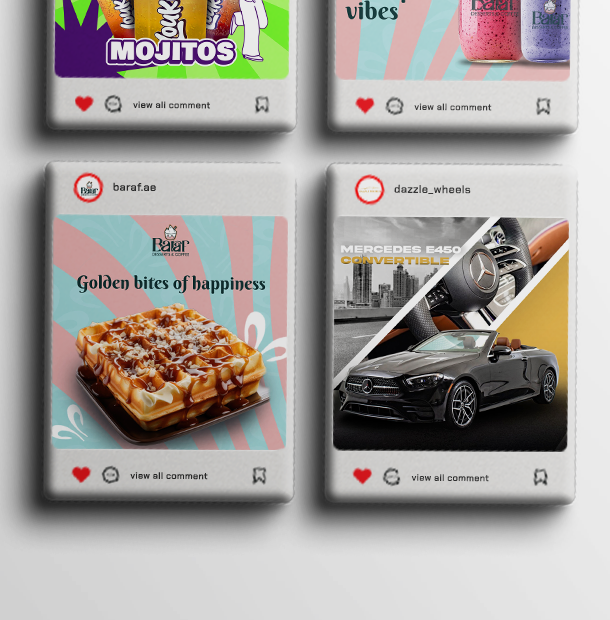 MOJITOS
vibes
Baraf
view all comment
view all comment
baraf.ae
dazzle_wheels
Baraf
DESSERTS & COFFEE
Golden bites of happiness
MERCEDES E450
CONVERTIBLE
view all comment
view all comment